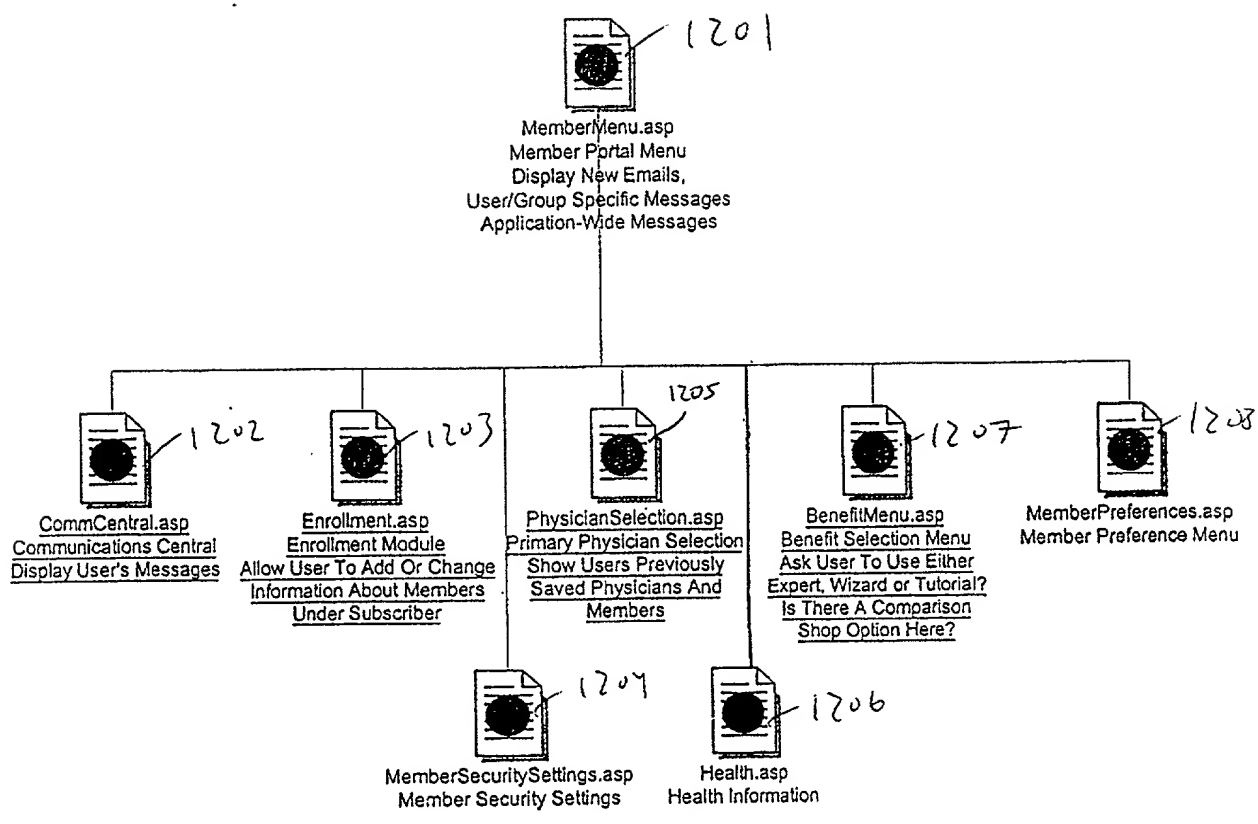 1201
MemberMenu.asp
Member Portal Menu
Display New Emails,
User/Group Specific Messages
Application-Wide Messages
1202
CommCentral.asp
Communications Central
Display User's Messages
1203
Enrollment.asp
Enrollment Module
Allow User To Add Or Change
Information About Members
Under Subscriber
1205
PhysicianSelection.asp
Primary Physician Selection
Show Users Previously
Saved Physicians And
Members
1207
BenefitMenu.asp
Benefit Selection Menu
Ask User To Use Either
Expert, Wizard or Tutorial?
Is There A Comparison
Shop Option Here?
1208
MemberPreferences.asp
Member Preference Menu
1204
MemberSecuritySettings.asp
Member Security Settings
1206
Health.asp
Health Information